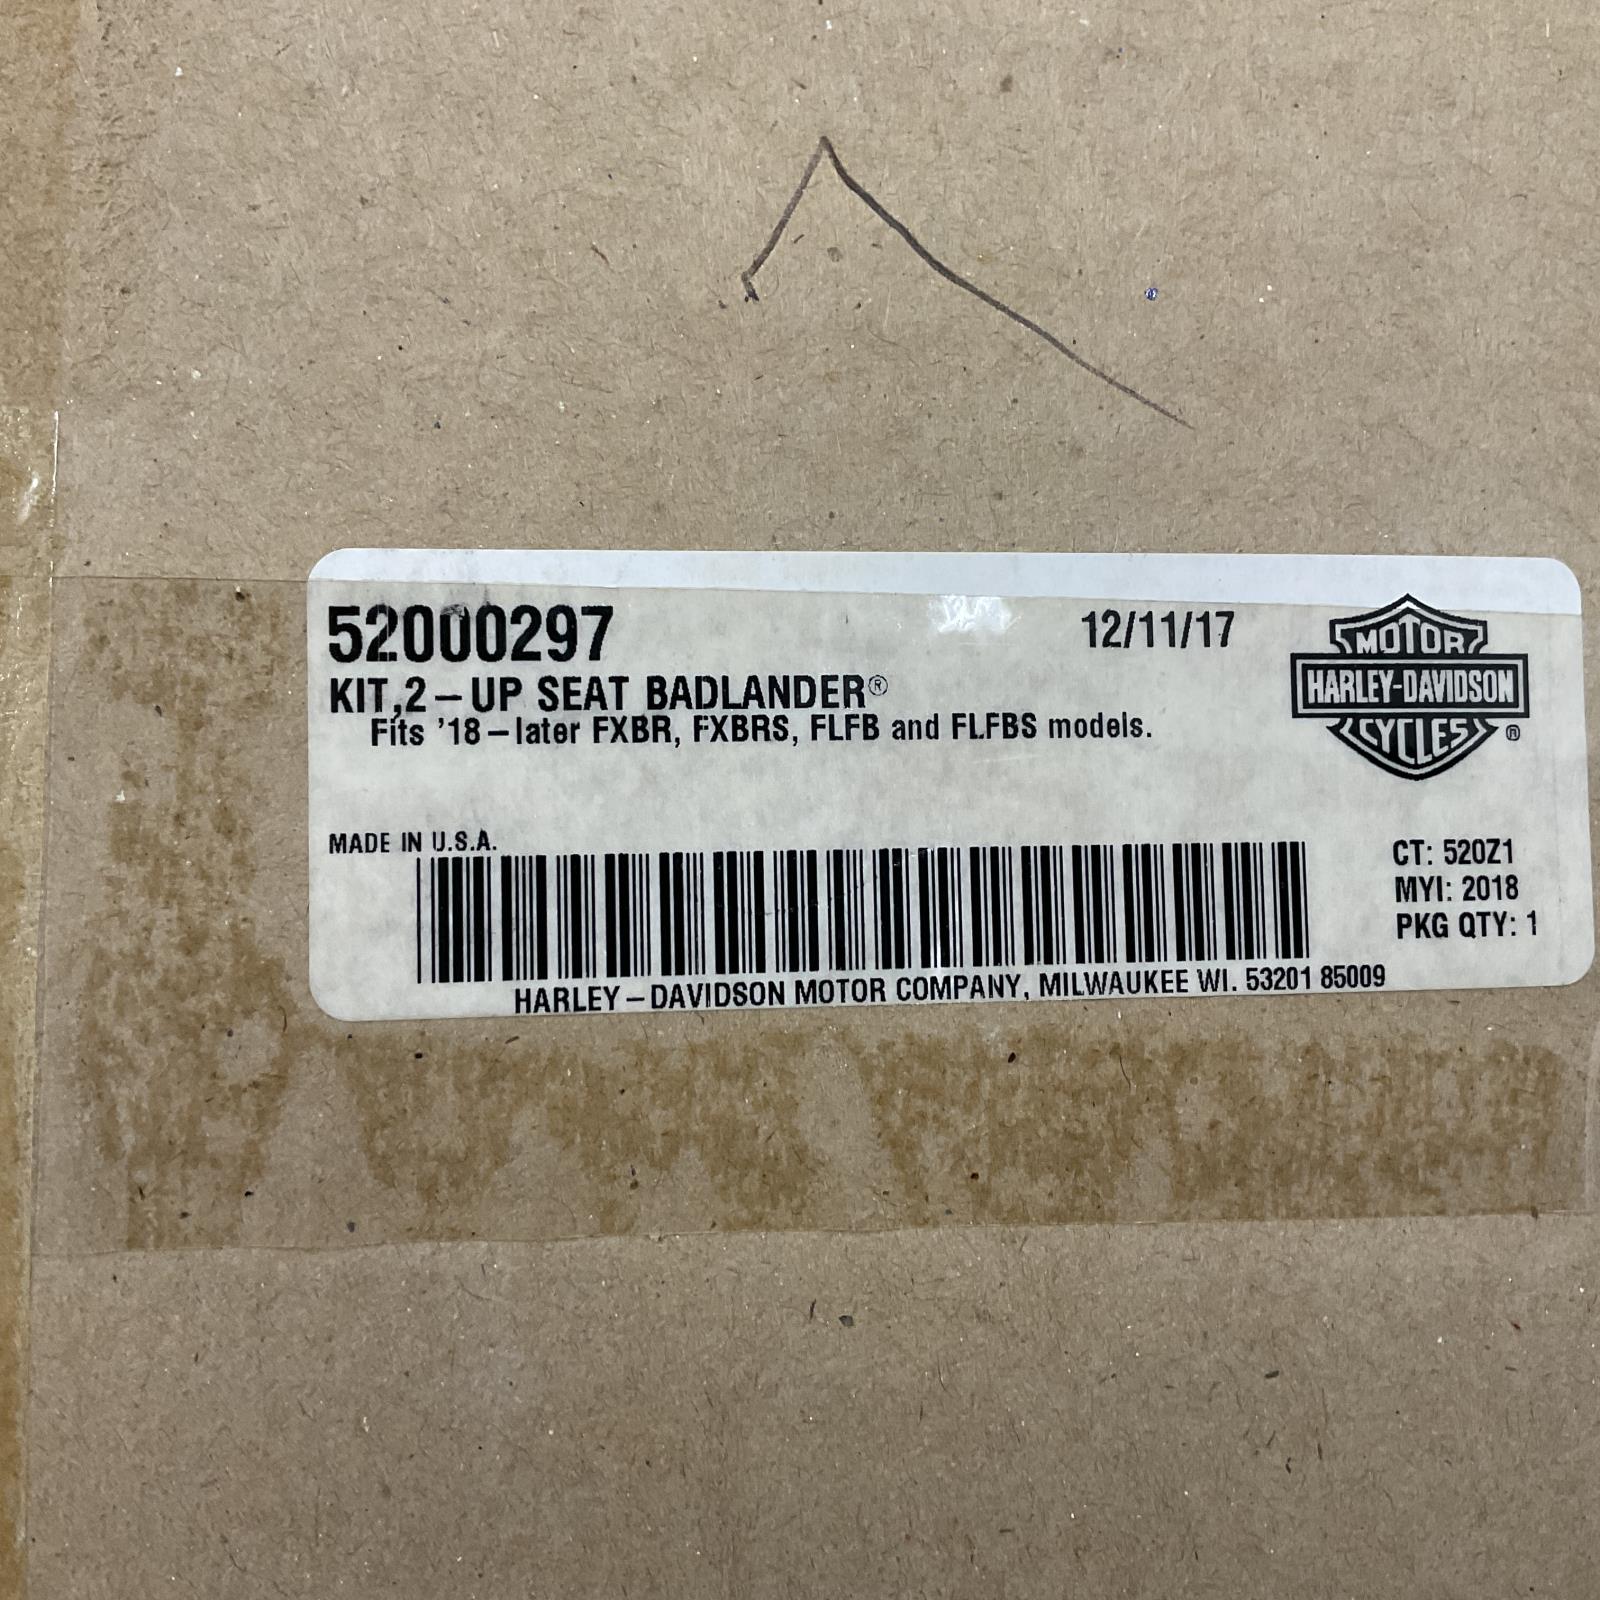 52000297
12/11/17
KIT,2-UP SEAT BADLANDER®
Fits '18-later FXBR, FXBRS, FLFB and FLFBS models.
MOTOR
HARLEY-DAVIDSON
CYCLES ®
MADE IN U.S.A.
CT: 520Z1
MYI: 2018
PKG QTY: 1
HARLEY-DAVIDSON MOTOR COMPANY, MILWAUKEE WI. 53201 85009